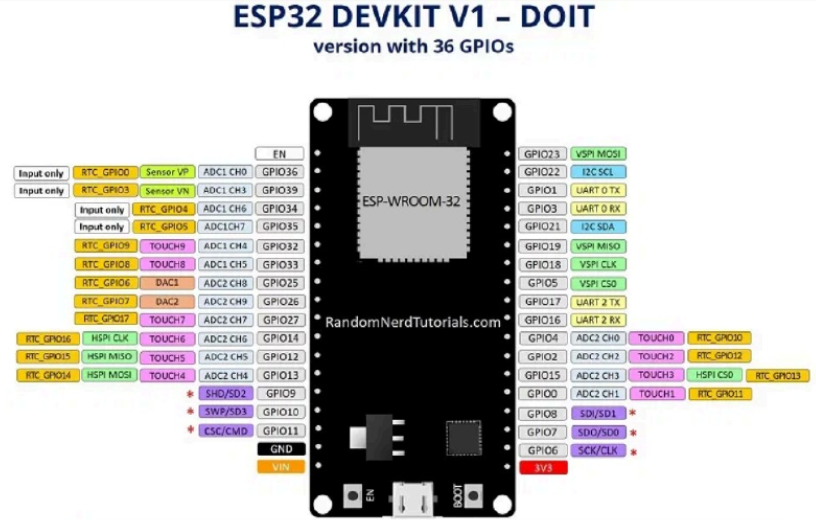 ESP32 DEVKIT V1 – DOIT
version with 36 GPIOs
EN
Input only RTC_GPIO0 Sensor VP ADC1 CH0 GPIO36
Input only RTC_GPIO3 Sensor VN ADC1 CH3 GPIO39
Input only RTC_GPIO4 ADC1 CH6 GPIO34
Input only RTC_GPIO5 ADC1CH7 GPIO35
RTC_GPIO9 TOUCH9 ADC1 CH4 GPIO32
RTC_GPIO8 TOUCH8 ADC1 CH5 GPIO33
RTC_GPIO6 DAC1 ADC2 CH8 GPIO25
RTC_GPIO7 DAC2 ADC2 CH9 GPIO26
RTC_GPIO17 TOUCH7 ADC2 CH7 GPIO27
RTC_GPIO16 HSPI CLK TOUCH6 ADC2 CH6 GPIO14
RTC_GPIO15 HSPI MISO TOUCH5 ADC2 CH5 GPIO12
RTC_GPIO14 HSPI MOSI TOUCH4 ADC2 CH4 GPIO13
* SHD/SD2 GPIO9
* SWP/SD3 GPIO10
* CSC/CMD GPIO11
GND
VIN
ESP-WROOM-32
RandomNerdTutorials.com
EN
BOOT
GPIO23 VSPI MOSI
GPIO22 I2C SCL
GPIO1 UART 0 TX
GPIO3 UART 0 RX
GPIO21 I2C SDA
GPIO19 VSPI MISO
GPIO18 VSPI CLK
GPIO5 VSPI CS0
GPIO17 UART 2 TX
GPIO16 UART 2 RX
GPIO4 ADC2 CH0 TOUCH0 RTC_GPIO10
GPIO2 ADC2 CH2 TOUCH2 RTC_GPIO12
GPIO15 ADC2 CH3 TOUCH3 HSPI CS0 RTC_GPIO13
GPIO0 ADC2 CH1 TOUCH1 RTC_GPIO11
GPIO8 SDI/SD1 *
GPIO7 SDO/SD0 *
GPIO6 SCK/CLK *
3V3